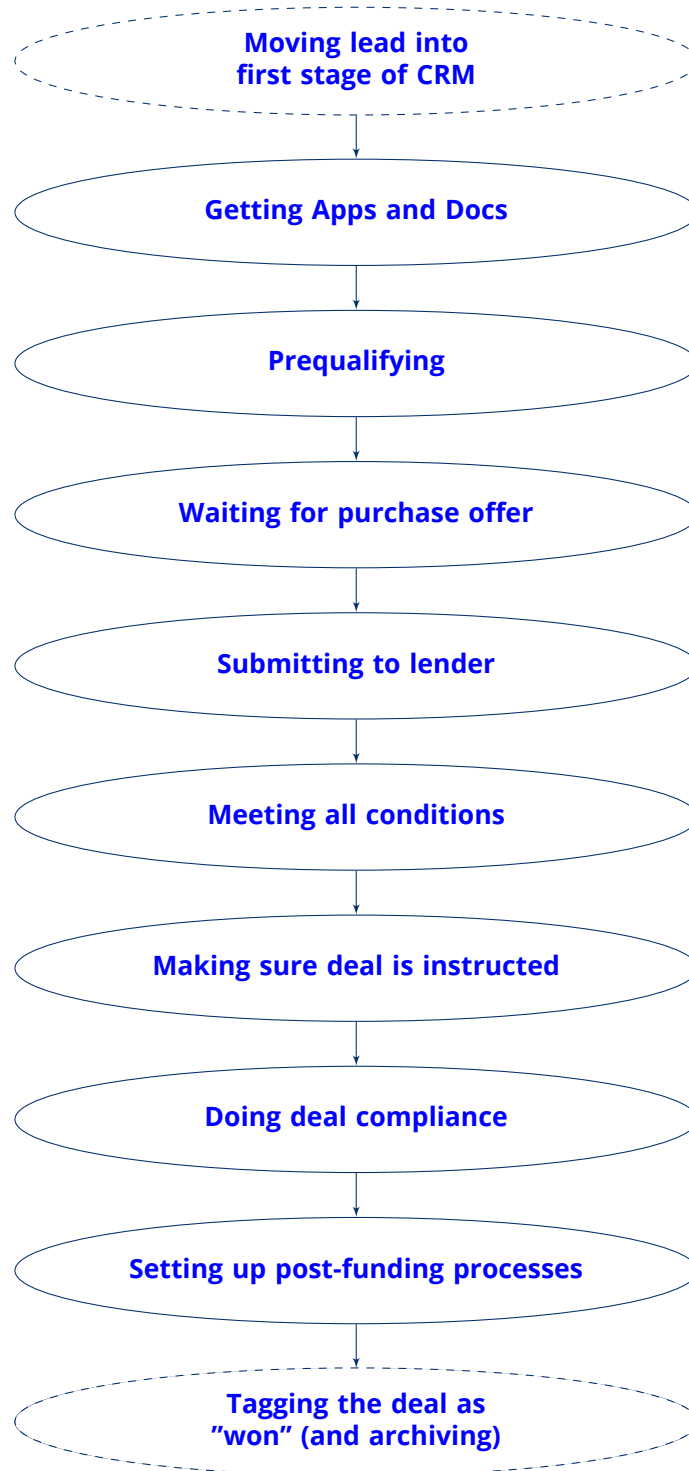 Moving lead into
first stage of CRM
Getting Apps and Docs
Prequalifying
Waiting for purchase offer
Submitting to lender
Meeting all conditions
Making sure deal is instructed
Doing deal compliance
Setting up post-funding processes
Tagging the deal as
”won” (and archiving)